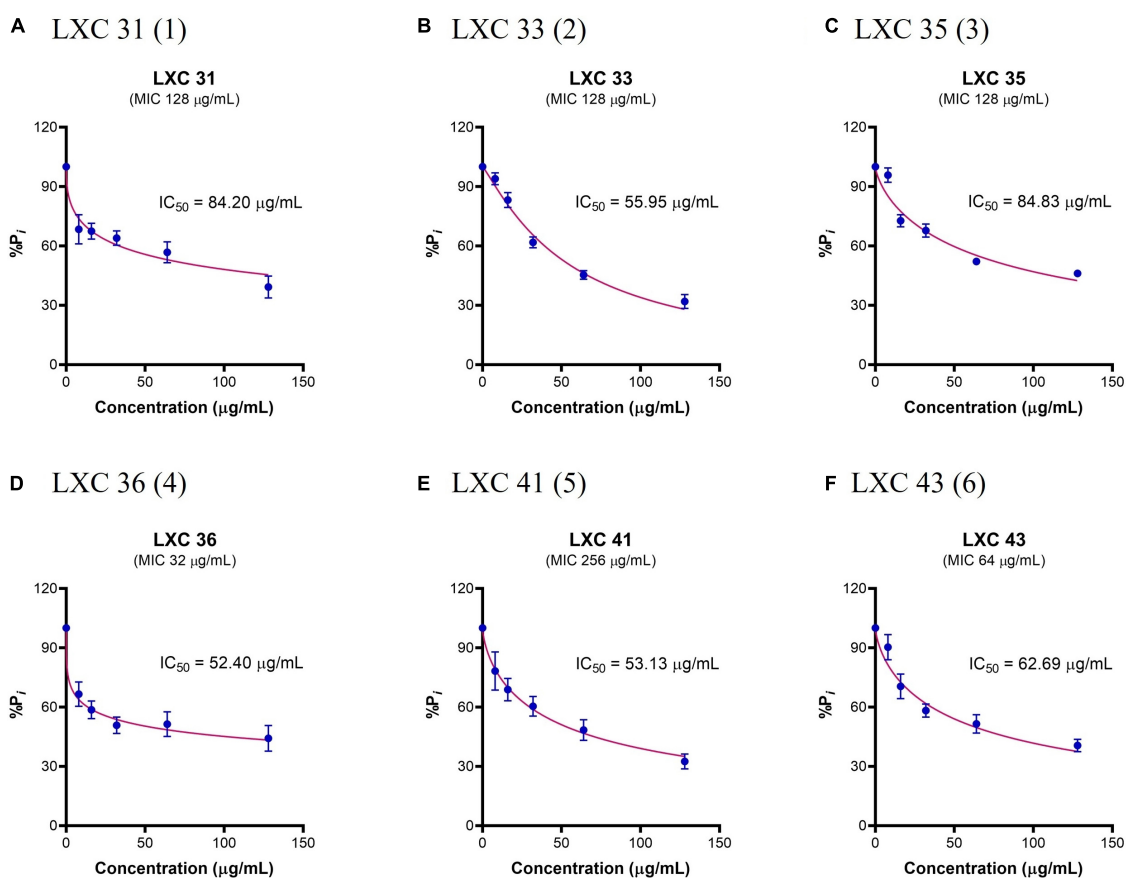 A LXC 31 (1)
LXC 31
(MIC 128 μg/mL)
120
90
60
30
0
%Pi
IC50 = 84.20 μg/mL
0 50 100 150
Concentration (μg/mL)
B LXC 33 (2)
LXC 33
(MIC 128 μg/mL)
120
90
60
30
0
%Pi
IC50 = 55.95 μg/mL
0 50 100 150
Concentration (μg/mL)
C LXC 35 (3)
LXC 35
(MIC 128 μg/mL)
120
90
60
30
0
%Pi
IC50 = 84.83 μg/mL
0 50 100 150
Concentration (μg/mL)
D LXC 36 (4)
LXC 36
(MIC 32 μg/mL)
120
90
60
30
0
%Pi
IC50 = 52.40 μg/mL
0 50 100 150
Concentration (μg/mL)
E LXC 41 (5)
LXC 41
(MIC 256 μg/mL)
120
90
60
30
0
%Pi
IC50 = 53.13 μg/mL
0 50 100 150
Concentration (μg/mL)
F LXC 43 (6)
LXC 43
(MIC 64 μg/mL)
120
90
60
30
0
%Pi
IC50 = 62.69 μg/mL
0 50 100 150
Concentration (μg/mL)